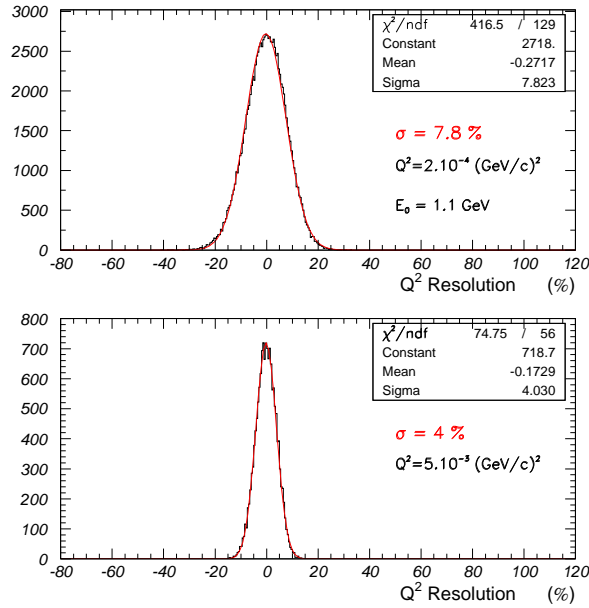 χ²/ndf 416.5 / 129
Constant 2718.
Mean -0.2717
Sigma 7.823
σ = 7.8 %
Q²=2.10⁻⁴ (GeV/c)²
E₀ = 1.1 GeV
3000
2500
2000
1500
1000
500
0
-80 -60 -40 -20 0 20 40 60 80 100 120
Q² Resolution (%)
χ²/ndf 74.75 / 56
Constant 718.7
Mean -0.1729
Sigma 4.030
σ = 4 %
Q²=5.10⁻³ (GeV/c)²
800
700
600
500
400
300
200
100
0
-80 -60 -40 -20 0 20 40 60 80 100 120
Q² Resolution (%)